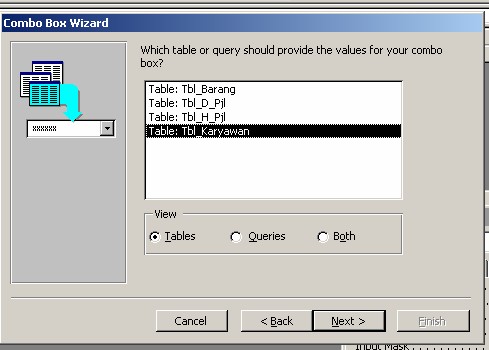 Combo Box Wizard
Which table or query should provide the values for your combo
box?
xxxxxx
Table: Tbl_Barang
Table: Tbl_D_Pjl
Table: Tbl_H_Pjl
Table: Tbl_Karyawan
View
Tables
Queries
Both
Cancel
< Back
Next >
Finish
Input Mask . . . . . . . . . . .